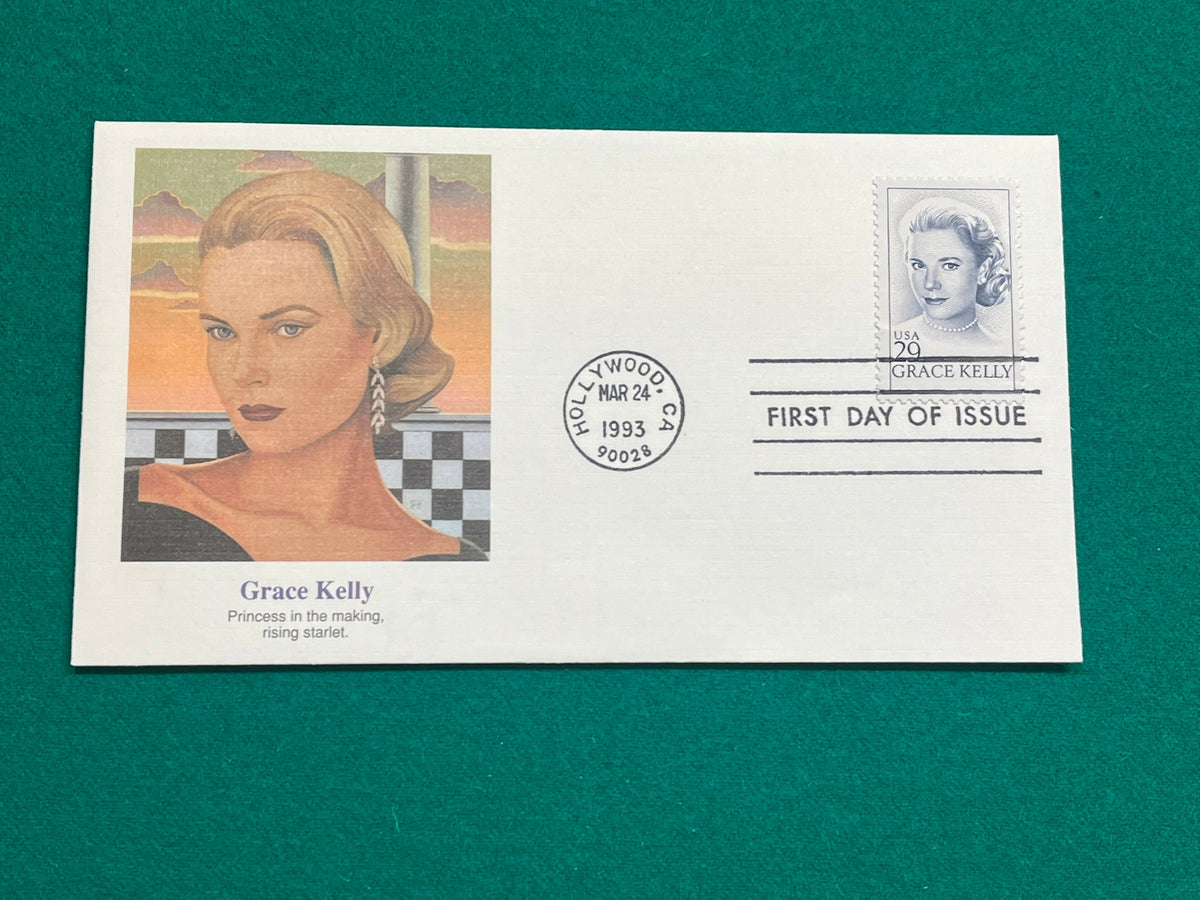 Grace Kelly
Princess in the making,
rising starlet.
HOLLYWOOD, CA
MAR 24
1993
90028
USA
29
GRACE KELLY
FIRST DAY OF ISSUE